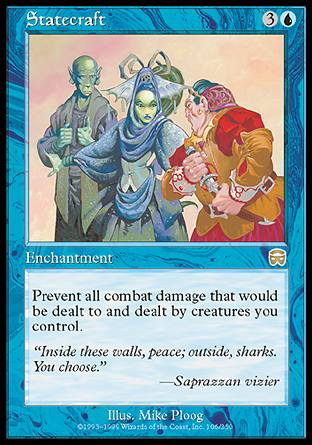 Statecraft 3
Enchantment
Prevent all combat damage that would
be dealt to and dealt by creatures you
control.
“Inside these walls, peace; outside, sharks.
You choose.”
—Saprazzan vizier
Illus. Mike Ploog
©1993–1999 Wizards of the Coast, Inc. 106/350